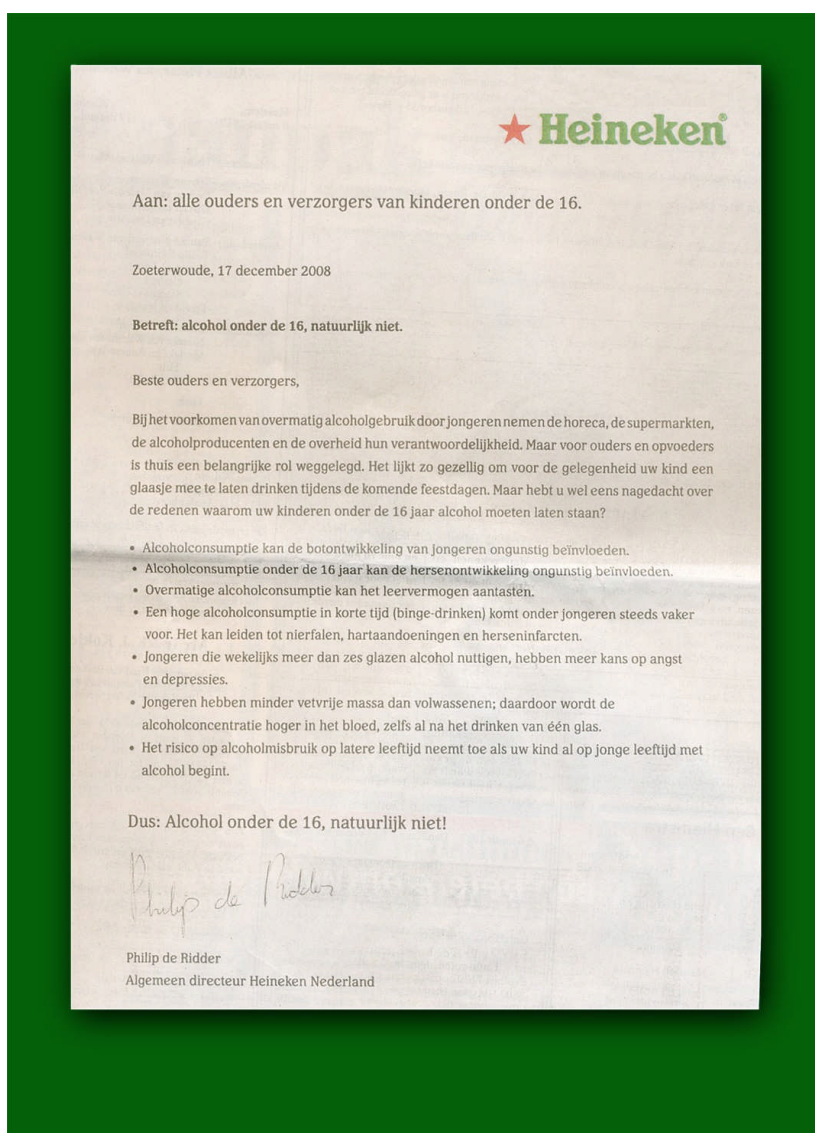 Heineken®
Aan: alle ouders en verzorgers van kinderen onder de 16.
Zoeterwoude, 17 december 2008
Betreft: alcohol onder de 16, natuurlijk niet.
Beste ouders en verzorgers,
Bij het voorkomen van overmatig alcoholgebruik door jongeren nemen de horeca, de supermarkten,
de alcoholproducenten en de overheid hun verantwoordelijkheid. Maar voor ouders en opvoeders
is thuis een belangrijke rol weggelegd. Het lijkt zo gezellig om voor de gelegenheid uw kind een
glaasje mee te laten drinken tijdens de komende feestdagen. Maar hebt u wel eens nagedacht over
de redenen waarom uw kinderen onder de 16 jaar alcohol moeten laten staan?
• Alcoholconsumptie kan de botontwikkeling van jongeren ongunstig beïnvloeden.
• Alcoholconsumptie onder de 16 jaar kan de hersenontwikkeling ongunstig beïnvloeden.
• Overmatige alcoholconsumptie kan het leervermogen aantasten.
• Een hoge alcoholconsumptie in korte tijd (binge-drinken) komt onder jongeren steeds vaker
voor. Het kan leiden tot nierfalen, hartaandoeningen en herseninfarcten.
• Jongeren die wekelijks meer dan zes glazen alcohol nuttigen, hebben meer kans op angst
en depressies.
• Jongeren hebben minder vetvrije massa dan volwassenen; daardoor wordt de
alcoholconcentratie hoger in het bloed, zelfs al na het drinken van één glas.
• Het risico op alcoholmisbruik op latere leeftijd neemt toe als uw kind al op jonge leeftijd met
alcohol begint.
Dus: Alcohol onder de 16, natuurlijk niet!
Philip de Ridder
Philip de Ridder
Algemeen directeur Heineken Nederland